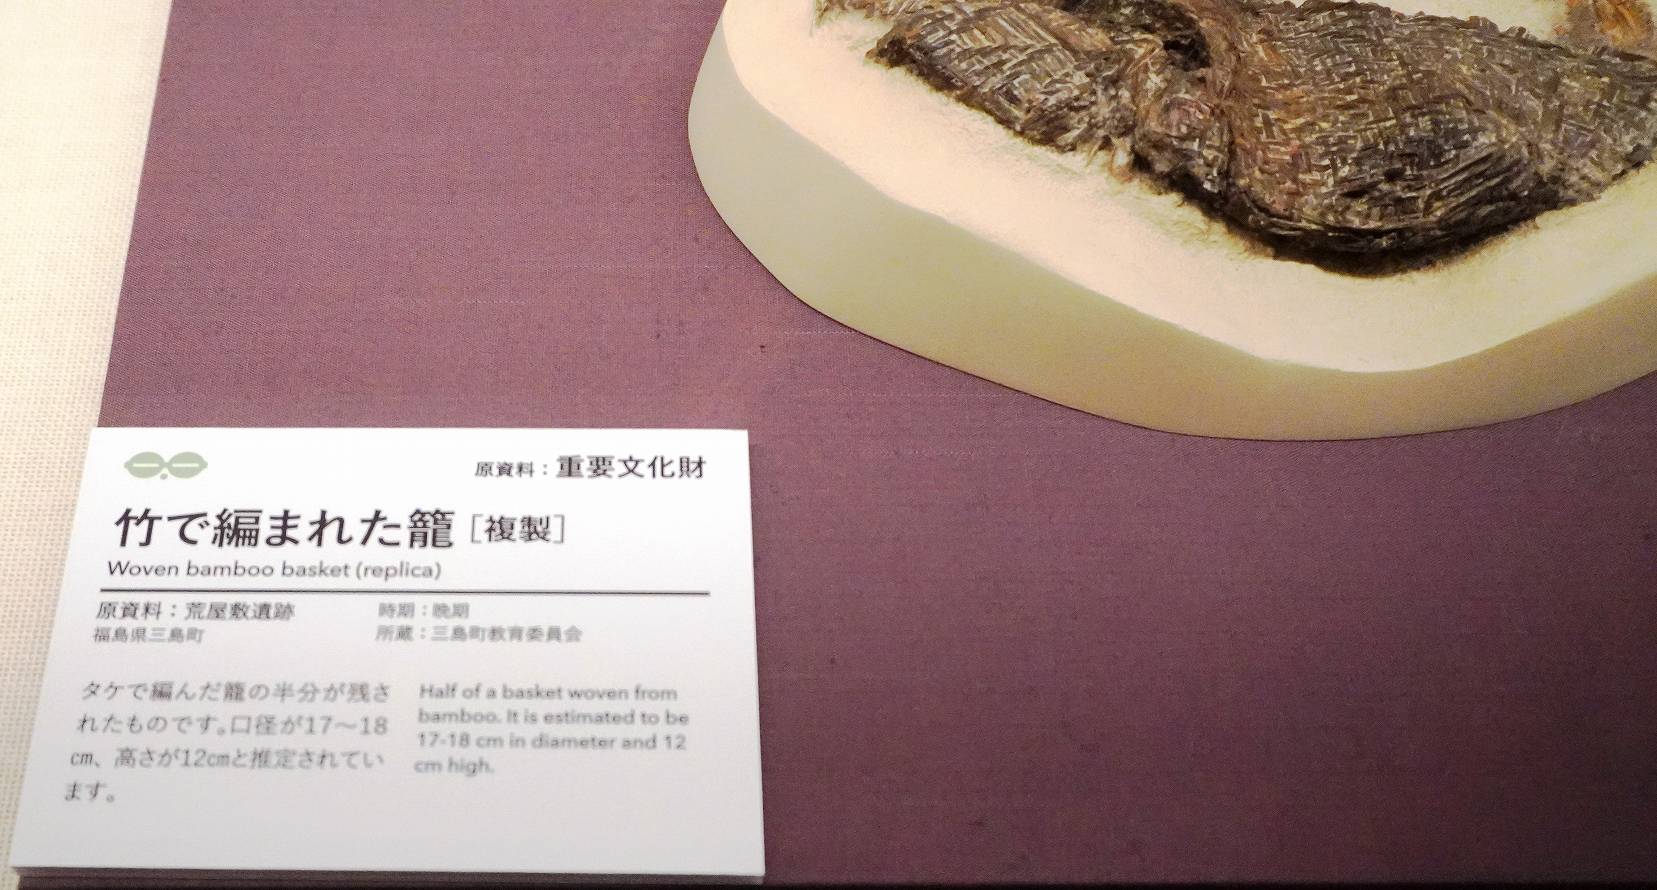 原資料：重要文化財
竹で編まれた籠［複製］
Woven bamboo basket (replica)
原資料：荒屋敷遺跡
福島県三島町
時期：晩期
所蔵：三島町教育委員会
タケで編んだ籠の半分が残さ
れたものです。口径が17〜18
cm、高さが12cmと推定されてい
ます。
Half of a basket woven from
bamboo. It is estimated to be
17-18 cm in diameter and 12
cm high.